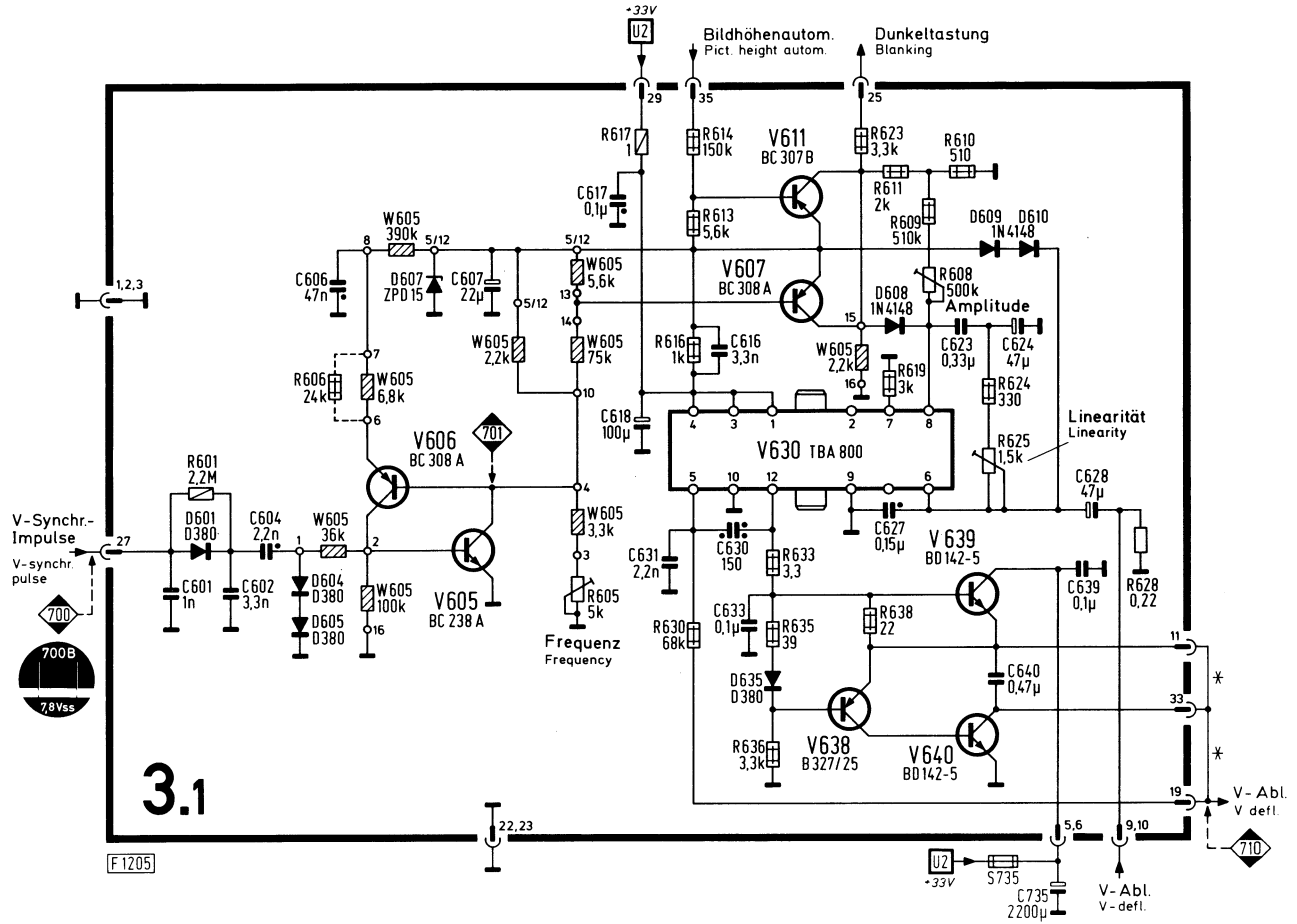 +33V
U2
Bildhöhenautom.
Pict. height autom.
Dunkeltastung
Blanking
29
35
25
R617
1
R614
150k
V611
BC 307 B
R623
3,3k
R610
510
R611
2k
C617
0,1µ
R613
5,6k
R609
510k
D609
D610
1N4148
W605
390k
8
5/12
5/12
W605
5,6k
V607
BC 308 A
R608
500k
C606
47n
D607
ZPD15
C607
22µ
13
5/12
D608
1N4148
Amplitude
1,2,3
14
15
W605
2,2k
W605
75k
R616
1k
C616
3,3n
W605
2,2k
C623
0,33µ
C624
47µ
7
R606
24k
W605
6,8k
10
16
R619
3k
R624
330
6
C618
100µ
4
3
1
2
7
8
Linearität
Linearity
V606
BC 308 A
701
V630 TBA 800
R625
1,5k
R601
2,2M
5
10
12
9
6
4
C628
47µ
V-Synchr.-
Impulse
V-synchr.
pulse
27
D601
D380
C604
2,2n
1
W605
36k
2
W605
3,3k
C627
0,15µ
V639
BD142-5
3
C631
2,2n
C630
150
R633
3,3
C601
1n
C602
3,3n
D604
D380
W605
100k
V605
BC 238 A
R605
5k
C639
0,1µ
R628
0,22
700
D605
D380
16
C633
0,1µ
R635
39
R638
22
Frequenz
Frequency
R630
68k
11
700B
7,8Vss
D635
D380
C640
0,47µ
*
33
V638
B327/25
V640
BD142-5
R636
3,3k
*
3.1
19
V-Abl.
V defl.
22,23
5,6
9,10
710
F1205
U2
+33V
S735
C735
2200µ
V-Abl.
V-defl.